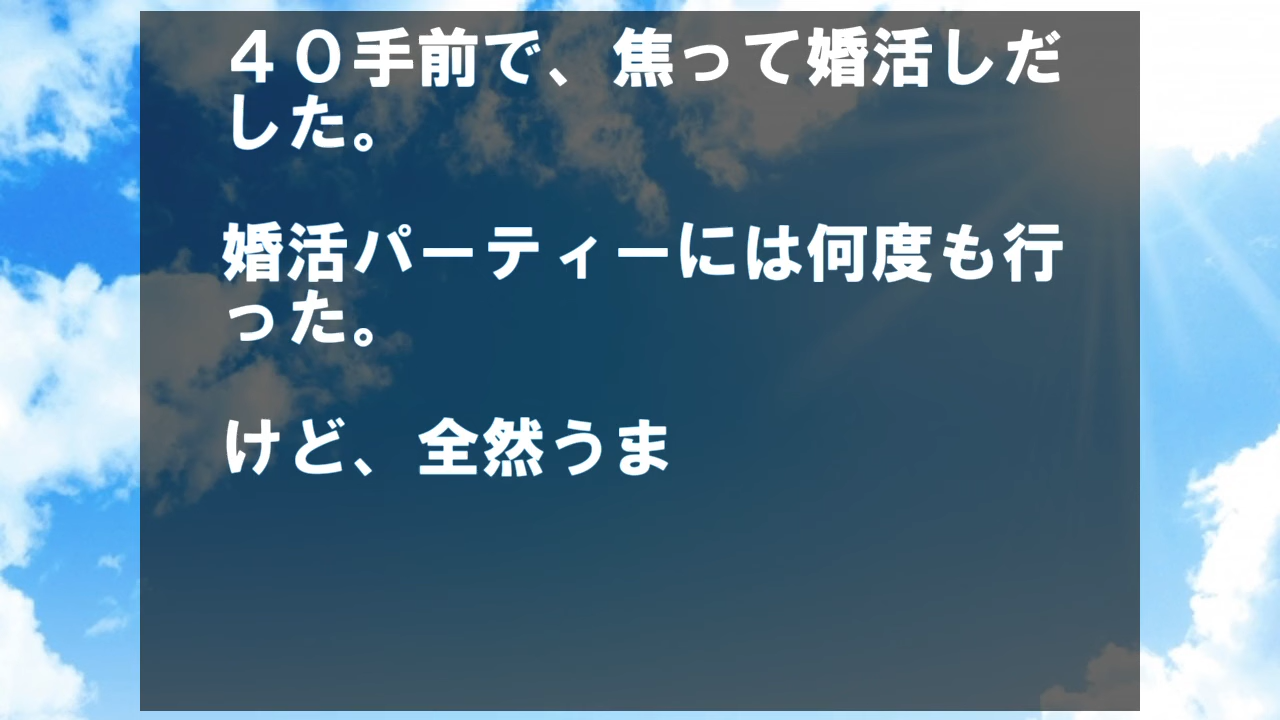 ４０手前で、焦って婚活しだ
した。
婚活パーティーには何度も行
った。
けど、全然うま